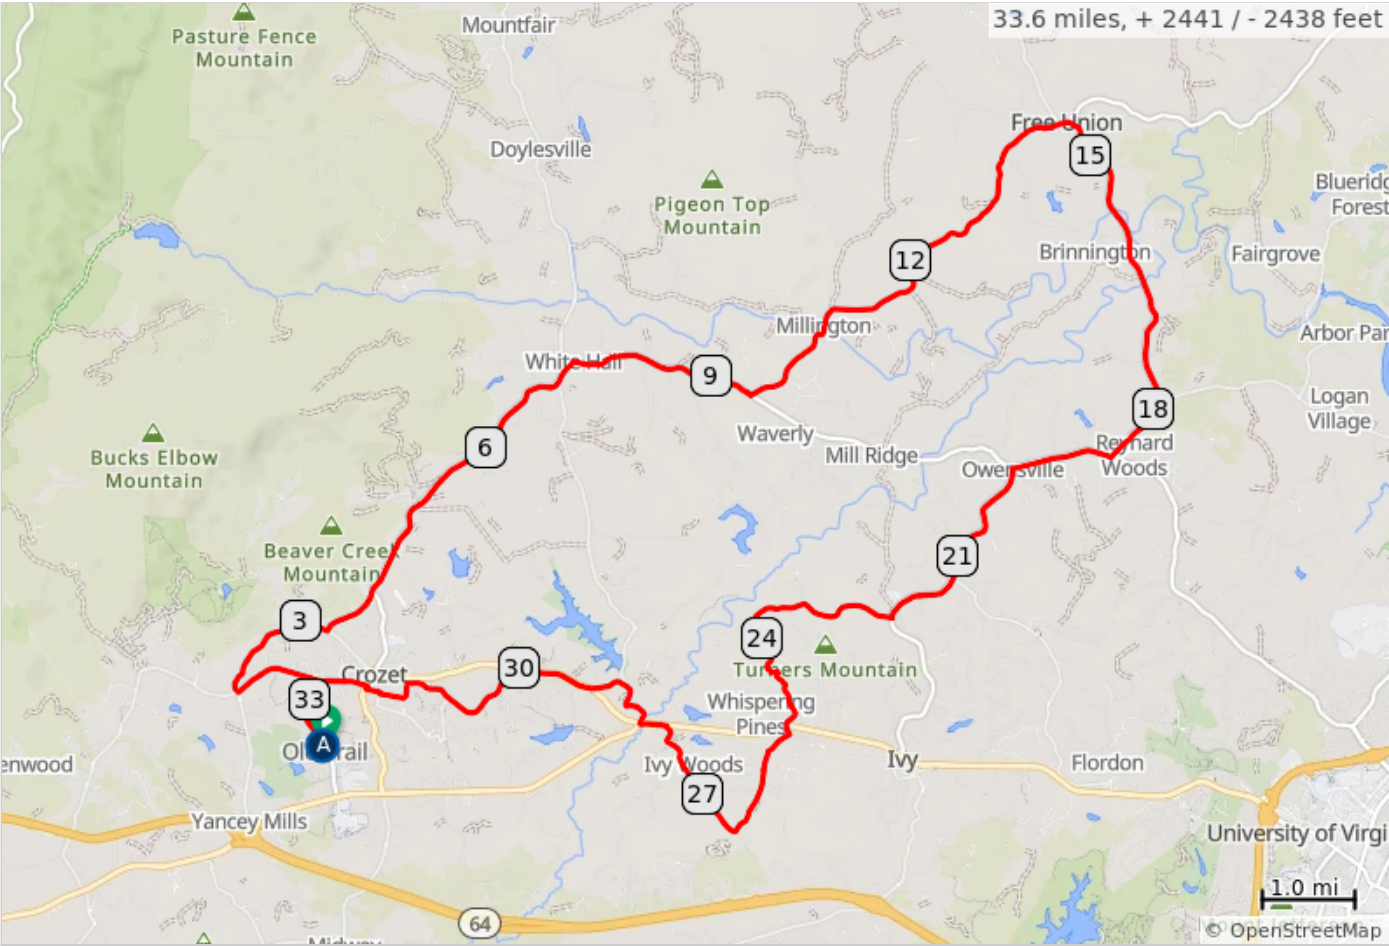 33.6 miles, + 2441 / - 2438 feet
Pasture Fence
Mountain
Mountfair
Free Union
15
Doylesville
Blueridg
Forest
Pigeon Top
Mountain
12
Brinnington
Fairgrove
Millington
Arbor Par
White Hall
9
18
Logan
Village
Waverly
6
Mill Ridge
Reynard
Woods
Owensville
Bucks Elbow
Mountain
Beaver Creek
Mountain
21
3
24
Turners Mountain
Crozet
30
33
Whispering
Pines
A
enwood
Ivy Woods
Ivy
Flordon
27
Yancey Mills
University of Virgi
1.0 mi
64
© OpenStreetMap
Midway